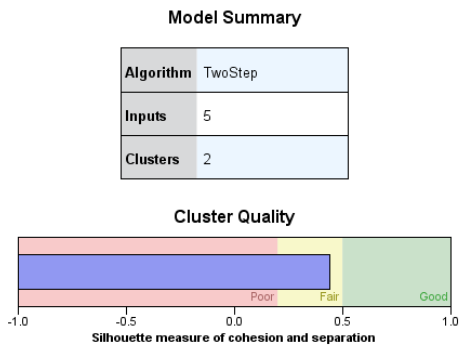 Model Summary
Algorithm TwoStep
Inputs 5
Clusters 2
Cluster Quality
Poor Fair Good
-1.0 -0.5 0.0 0.5 1.0
Silhouette measure of cohesion and separation